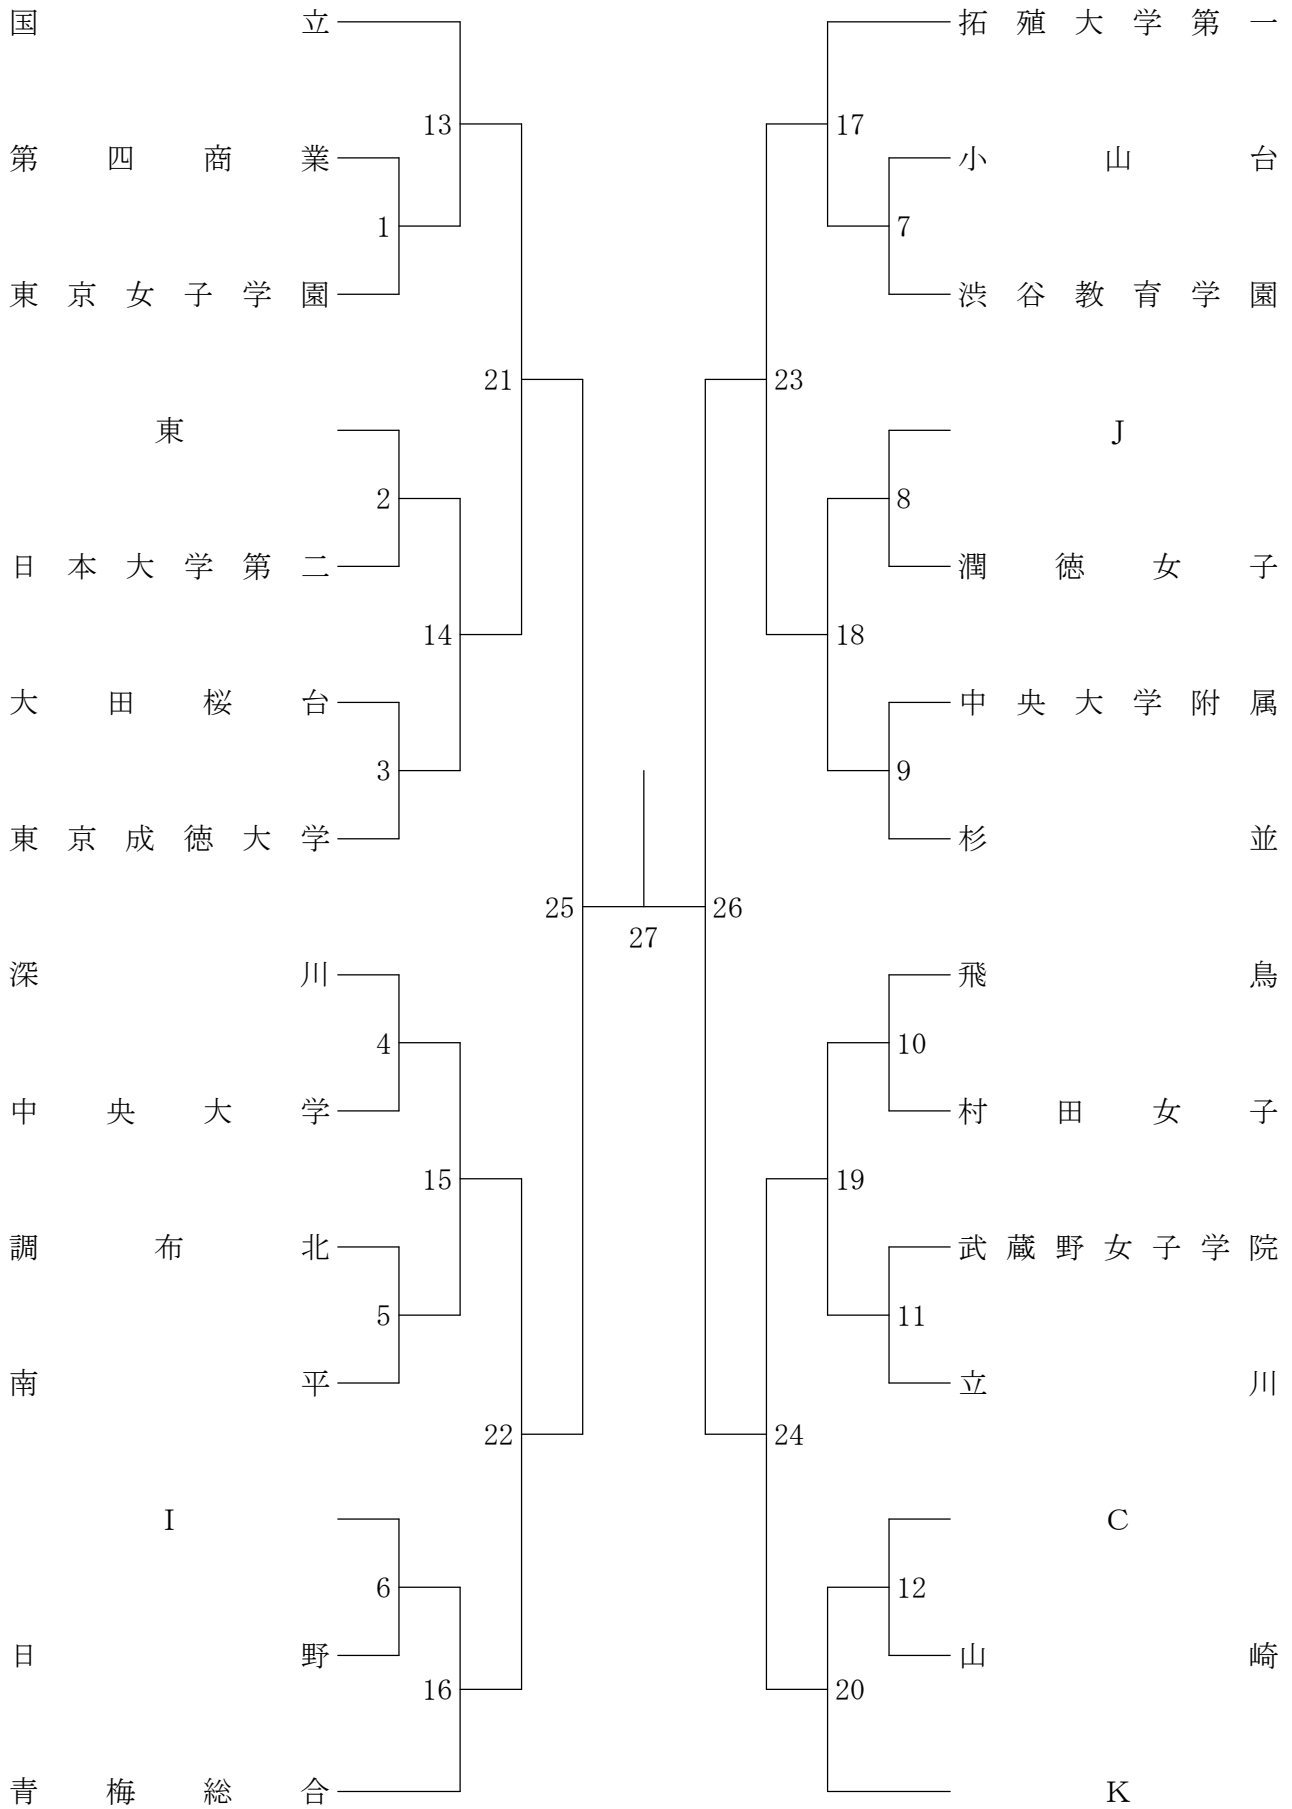 国立
拓殖大学第一
13
17
第四商業
小山台
1
7
東京女子学園
渋谷教育学園
21
23
東
J
2
8
日本大学第二
潤徳女子
14
18
大田桜台
中央大学附属
3
9
東京成徳大学
杉並
25
26
27
深川
飛鳥
4
10
中央大学
村田女子
15
19
調布北
武蔵野女子学院
5
11
南平
立川
22
24
I
C
6
12
日野
山崎
16
20
青梅総合
K